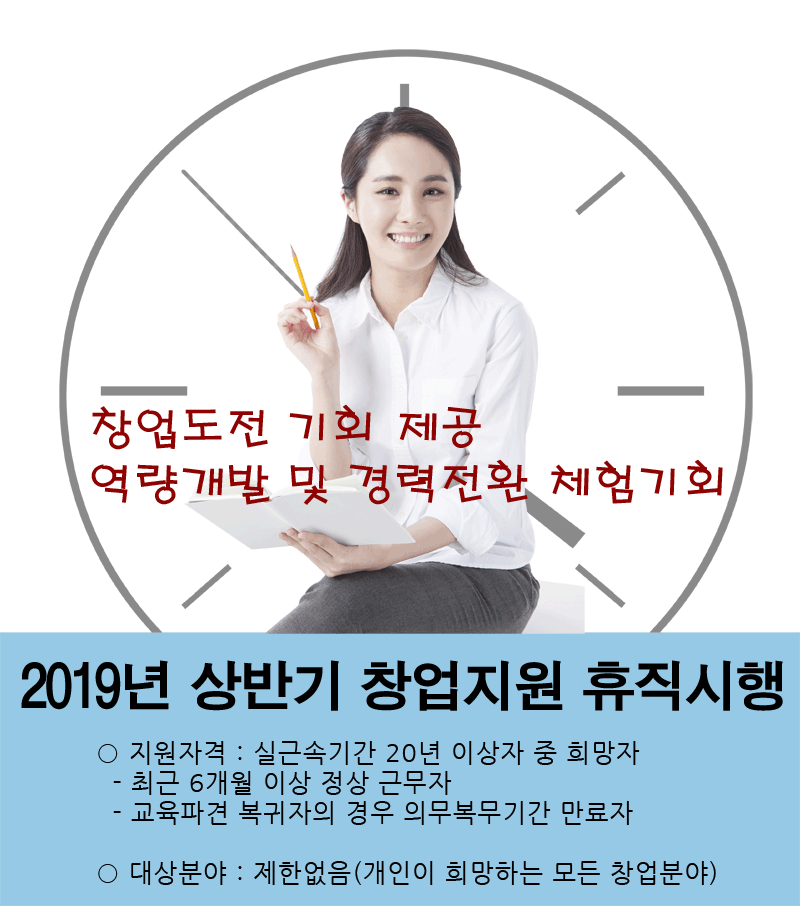 창업도전 기회 제공
역량개발 및 경력전환 체험기회
2019년 상반기 창업지원 휴직시행
○ 지원자격 : 실근속기간 20년 이상자 중 희망자
- 최근 6개월 이상 정상 근무자
- 교육파견 복귀자의 경우 의무복무기간 만료자
○ 대상분야 : 제한없음(개인이 희망하는 모든 창업분야)